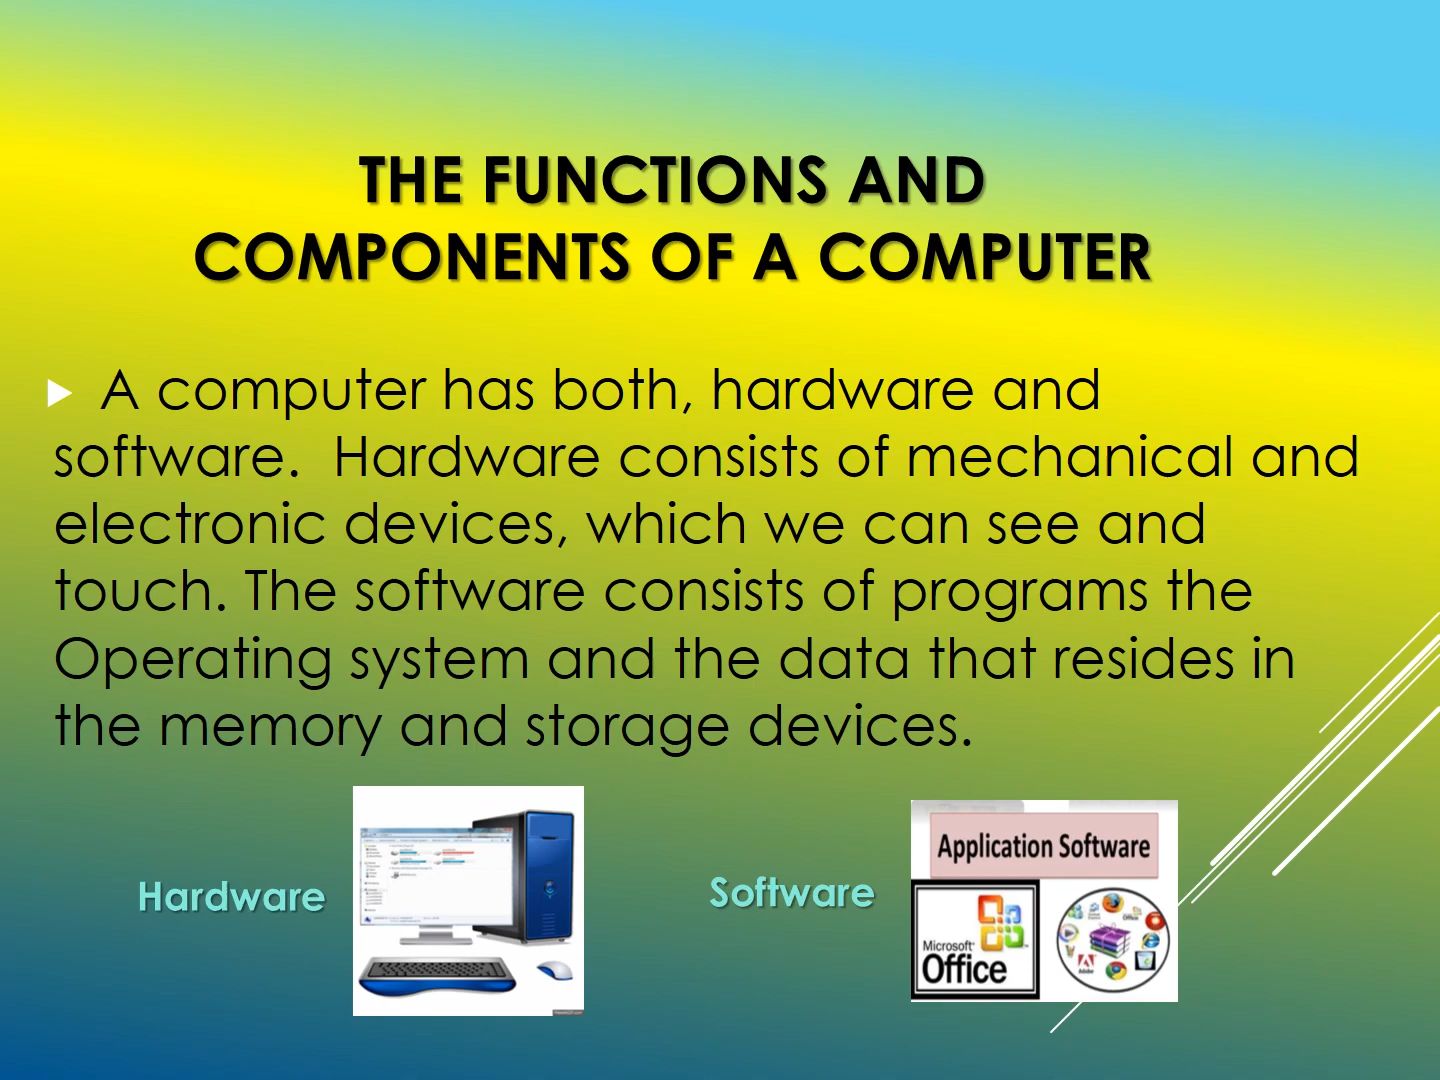 THE FUNCTIONS AND
COMPONENTS OF A COMPUTER
A computer has both, hardware and
software.  Hardware consists of mechanical and
electronic devices, which we can see and
touch. The software consists of programs the
Operating system and the data that resides in
the memory and storage devices.
Hardware
Software
Application Software
Microsoft
Office
Adobe